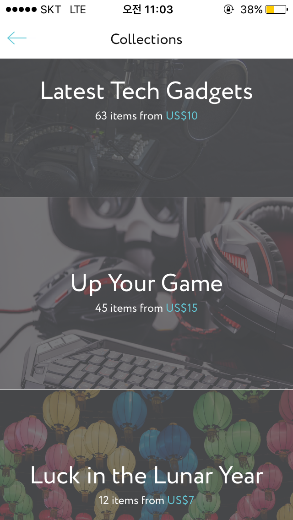 SKT LTE 오전 11:03 38%
Collections
Latest Tech Gadgets
63 items from US$10
Up Your Game
45 items from US$15
Luck in the Lunar Year
12 items from US$7